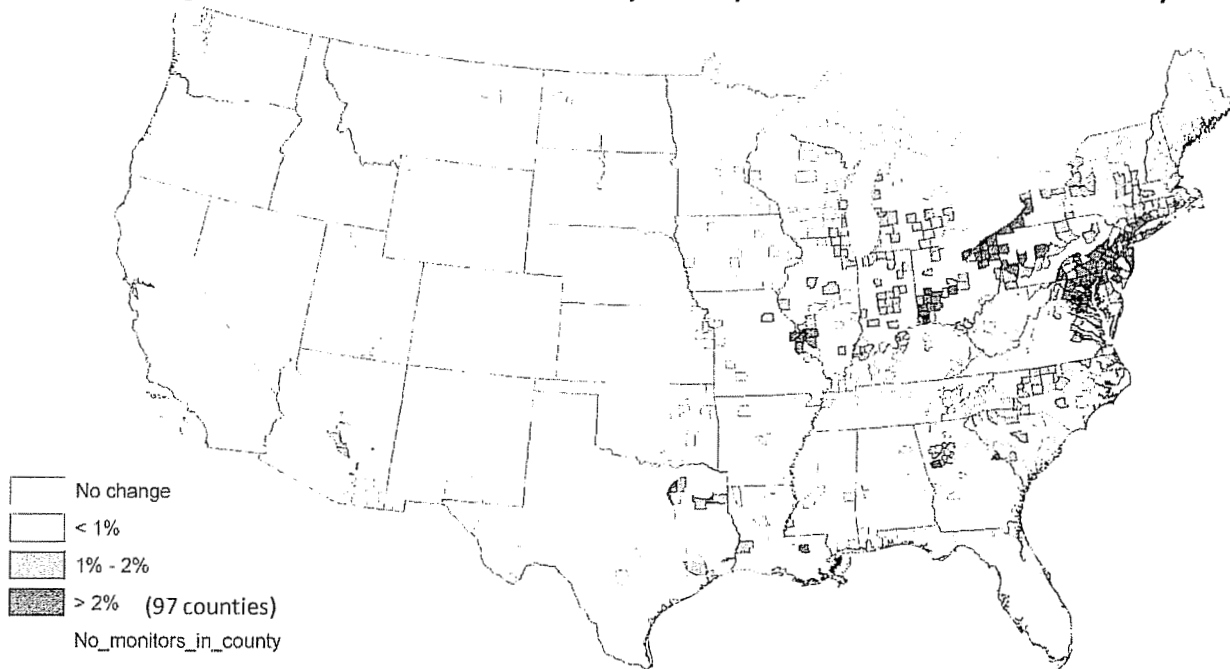 No change
< 1%
1% - 2%
> 2% (97 counties)
No_monitors_in_county